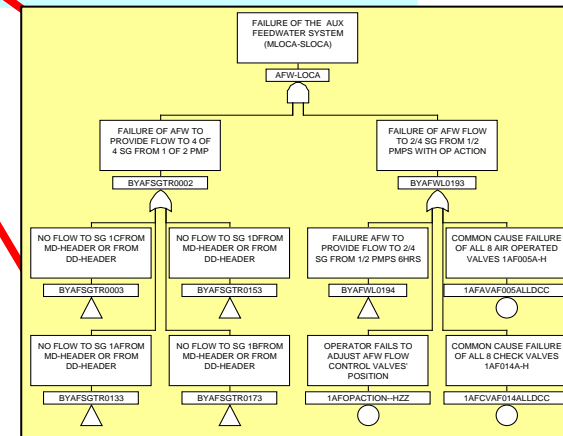 FAILURE OF THE AUX
FEEDWATER SYSTEM
(MLOCA-SLOCA)
AFW-LOCA
FAILURE OF AFW TO
PROVIDE FLOW TO 4 OF
4 SG FROM 1 OF 2 PMP
BYAFSGTR0002
FAILURE OF AFW FLOW
TO 2/4 SG FROM 1/2
PMPS WITH OP ACTION
BYAFWL0193
NO FLOW TO SG 1CFROM
MD-HEADER OR FROM
DD-HEADER
BYAFSGTR0003
NO FLOW TO SG 1DFROM
MD-HEADER OR FROM
DD-HEADER
BYAFSGTR0153
FAILURE AFW TO
PROVIDE FLOW TO 2/4
SG FROM 1/2 PMPS 6HRS
BYAFWL0194
COMMON CAUSE FAILURE
OF ALL 8 AIR OPERATED
VALVES 1AF005A-H
1AFAVAF005ALLDCC
NO FLOW TO SG 1AFROM
MD-HEADER OR FROM
DD-HEADER
BYAFSGTR0133
NO FLOW TO SG 1BFROM
MD-HEADER OR FROM
DD-HEADER
BYAFSGTR0173
OPERATOR FAILS TO
ADJUST AFW FLOW
CONTROL VALVES'
POSITION
1AFOPACTION--HZZ
COMMON CAUSE FAILURE
OF ALL 8 CHECK VALVES
1AF014A-H
1AFCVAF014ALLDCC